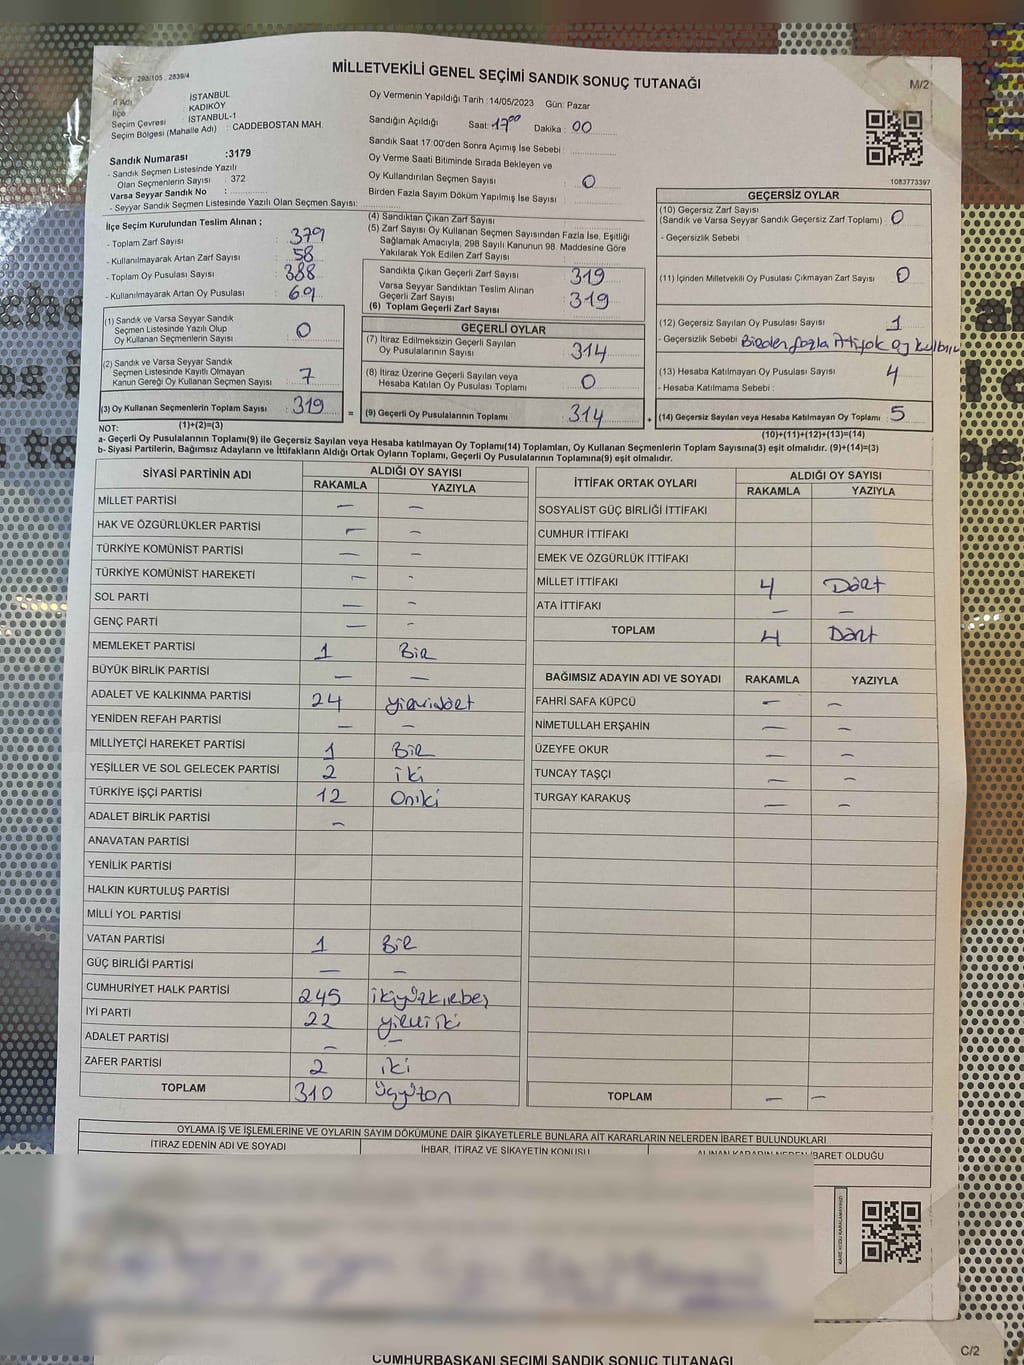 298/105 , 2839/4
MİLLETVEKİLİ GENEL SEÇİMİ SANDIK SONUÇ TUTANAĞI
M/2
İl Adı : İSTANBUL
İlçe : KADIKÖY
Seçim Çevresi : İSTANBUL-1
Seçim Bölgesi (Mahalle Adı) : CADDEBOSTAN MAH.
Sandık Numarası :3179
- Sandık Seçmen Listesinde Yazılı
Olan Seçmenlerin Sayısı : 372
Varsa Seyyar Sandık No :
- Seyyar Sandık Seçmen Listesinde Yazılı Olan Seçmen Sayısı:
Oy Vermenin Yapıldığı Tarih :14/05/2023 Gün: Pazar
Sandığın Açıldığı Saat: 17⁰⁰ Dakika : 00
Sandık Saat 17:00'den Sonra Açımış İse Sebebi :
Oy Verme Saati Bitiminde Sırada Bekleyen ve
Oy Kullandırılan Seçmen Sayısı : 0
Birden Fazla Sayım Döküm Yapılmış İse Sayısı :
1083773397
İlçe Seçim Kurulundan Teslim Alınan ;
- Toplam Zarf Sayısı : 379
- Kullanılmayarak Artan Zarf Sayısı : 58
- Toplam Oy Pusulası Sayısı : 388
- Kullanılmayarak Artan Oy Pusulası : 69
(1) Sandık ve Varsa Seyyar Sandık
Seçmen Listesinde Yazılı Olup
Oy Kullanan Seçmenlerin Sayısı : 0
(2) Sandık ve Varsa Seyyar Sandık
Seçmen Listesinde Kayıtlı Olmayan
Kanun Gereği Oy Kullanan Seçmen Sayısı : 7
(3) Oy Kullanan Seçmenlerin Toplam Sayısı : 319 =
(1)+(2)=(3)
(4) Sandıktan Çıkan Zarf Sayısı
(5) Zarf Sayısı Oy Kullanan Seçmen Sayısından Fazla İse, Eşitliği
Sağlamak Amacıyla, 298 Sayılı Kanunun 98. Maddesine Göre
Yakılarak Yok Edilen Zarf Sayısı :
Sandıkta Çıkan Geçerli Zarf Sayısı : 319
Varsa Seyyar Sandıktan Teslim Alınan
Geçerli Zarf Sayısı
(6) Toplam Geçerli Zarf Sayısı : 319
GEÇERLİ OYLAR
(7) İtiraz Edilmeksizin Geçerli Sayılan
Oy Pusulalarının Sayısı : 314
(8) İtiraz Üzerine Geçerli Sayılan veya
Hesaba Katılan Oy Pusulası Toplamı : 0
(9) Geçerli Oy Pusulalarının Toplamı : 314 +
GEÇERSİZ OYLAR
(10) Geçersiz Zarf Sayısı
(Sandık ve Varsa Seyyar Sandık Geçersiz Zarf Toplamı) : 0
- Geçersizlik Sebebi :
(11) İçinden Milletvekili Oy Pusulası Çıkmayan Zarf Sayısı : 0
(12) Geçersiz Sayılan Oy Pusulası Sayısı : 1
- Geçersizlik Sebebi : Birden fazla
(13) Hesaba Katılmayan Oy Pusulası Sayısı : 4
- Hesaba Katılmama Sebebi :
(14) Geçersiz Sayılan veya Hesaba Katılmayan Oy Toplamı : 5
(10)+(11)+(12)+(13)=(14)
NOT:
a- Geçerli Oy Pusulalarının Toplamı(9) ile Geçersiz Sayılan veya Hesaba katılmayan Oy Toplamı(14) Toplamları, Oy Kullanan Seçmenlerin Toplam Sayısına(3) eşit olmalıdır. (9)+(14)=(3)
b- Siyasi Partilerin, Bağımsız Adayların ve İttifakların Aldığı Ortak Oyların Toplamı, Geçerli Oy Pusulalarının Toplamına(9) eşit olmalıdır.
SİYASİ PARTİNİN ADI ALDIĞI OY SAYISI
RAKAMLA YAZIYLA
MİLLET PARTİSİ — —
HAK VE ÖZGÜRLÜKLER PARTİSİ — —
TÜRKİYE KOMÜNİST PARTİSİ — —
TÜRKİYE KOMÜNİST HAREKETİ — -
SOL PARTİ — -
GENÇ PARTİ — -
MEMLEKET PARTİSİ 1 Bir
BÜYÜK BİRLİK PARTİSİ — —
ADALET VE KALKINMA PARTİSİ 24 yirmidört
YENİDEN REFAH PARTİSİ — —
MİLLİYETÇİ HAREKET PARTİSİ 1 Bir
YEŞİLLER VE SOL GELECEK PARTİSİ 2 iki
TÜRKİYE İŞÇİ PARTİSİ 12 Oniki
ADALET BİRLİK PARTİSİ —
ANAVATAN PARTİSİ
YENİLİK PARTİSİ
HALKIN KURTULUŞ PARTİSİ
MİLLİ YOL PARTİSİ
VATAN PARTİSİ 1 Bir
GÜÇ BİRLİĞİ PARTİSİ — —
CUMHURİYET HALK PARTİSİ 245 ikiyüzkırkbeş
İYİ PARTİ 22 yirmiiki
ADALET PARTİSİ — —
ZAFER PARTİSİ 2 iki
TOPLAM 310 üçyüzon
İTTİFAK ORTAK OYLARI ALDIĞI OY SAYISI
RAKAMLA YAZIYLA
SOSYALİST GÜÇ BİRLİĞİ İTTİFAKI
CUMHUR İTTİFAKI
EMEK VE ÖZGÜRLÜK İTTİFAKI
MİLLET İTTİFAKI 4 Dört
ATA İTTİFAKI — —
TOPLAM 4 Dört
BAĞIMSIZ ADAYIN ADI VE SOYADI RAKAMLA YAZIYLA
FAHRİ SAFA KÜPCÜ — —
NİMETULLAH ERŞAHİN — —
ÜZEYFE OKUR — —
TUNCAY TAŞÇI — —
TURGAY KARAKUŞ — —
TOPLAM — —
OYLAMA İŞ VE İŞLEMLERİNE VE OYLARIN SAYIM DÖKÜMÜNE DAİR ŞİKAYETLERLE BUNLARA AİT KARARLARIN NELERDEN İBARET BULUNDUKLARI
İTİRAZ EDENİN ADI VE SOYADI İHBAR, İTİRAZ VE ŞİKAYETİN KONUSU ALINAN KARARIN NEDEN İBARET OLDUĞU
KARE KODU KARALAMAYINIZ!
CUMHURBAŞKANI SEÇİMİ SANDIK SONUÇ TUTANAĞI
C/2